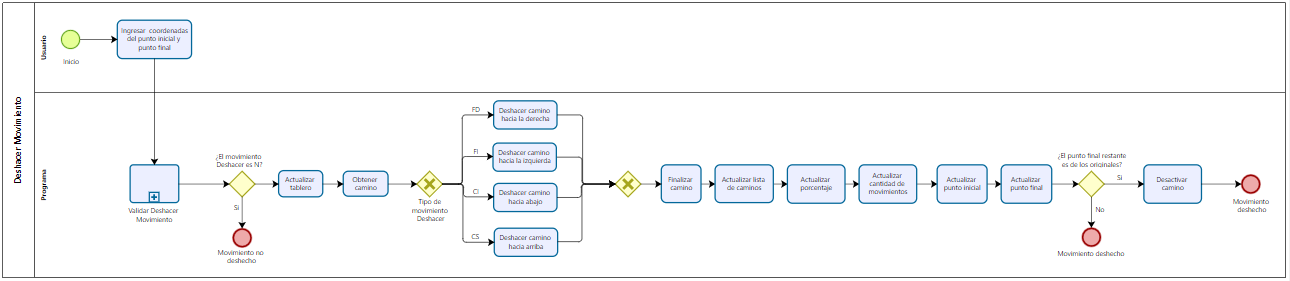 Deshacer Movimiento
Usuario
Inicio
Ingresar coordenadas
del punto inicial y
punto final
Programa
Validar Deshacer
Movimiento
¿El movimiento
Deshacer es N?
Si
Movimiento no
deshecho
Actualizar
tablero
Obtener
camino
Tipo de
movimiento
Deshacer
FD
Deshacer camino
hacia la derecha
FI
Deshacer camino
hacia la izquierda
CI
Deshacer camino
hacia abajo
CS
Deshacer camino
hacia arriba
Finalizar
camino
Actualizar lista
de caminos
Actualizar
porcentaje
Actualizar
cantidad de
movimientos
Actualizar
punto inicial
Actualizar
punto final
¿El punto final restante
es de los originales?
Si
No
Movimiento deshecho
Desactivar
camino
Movimiento
deshecho